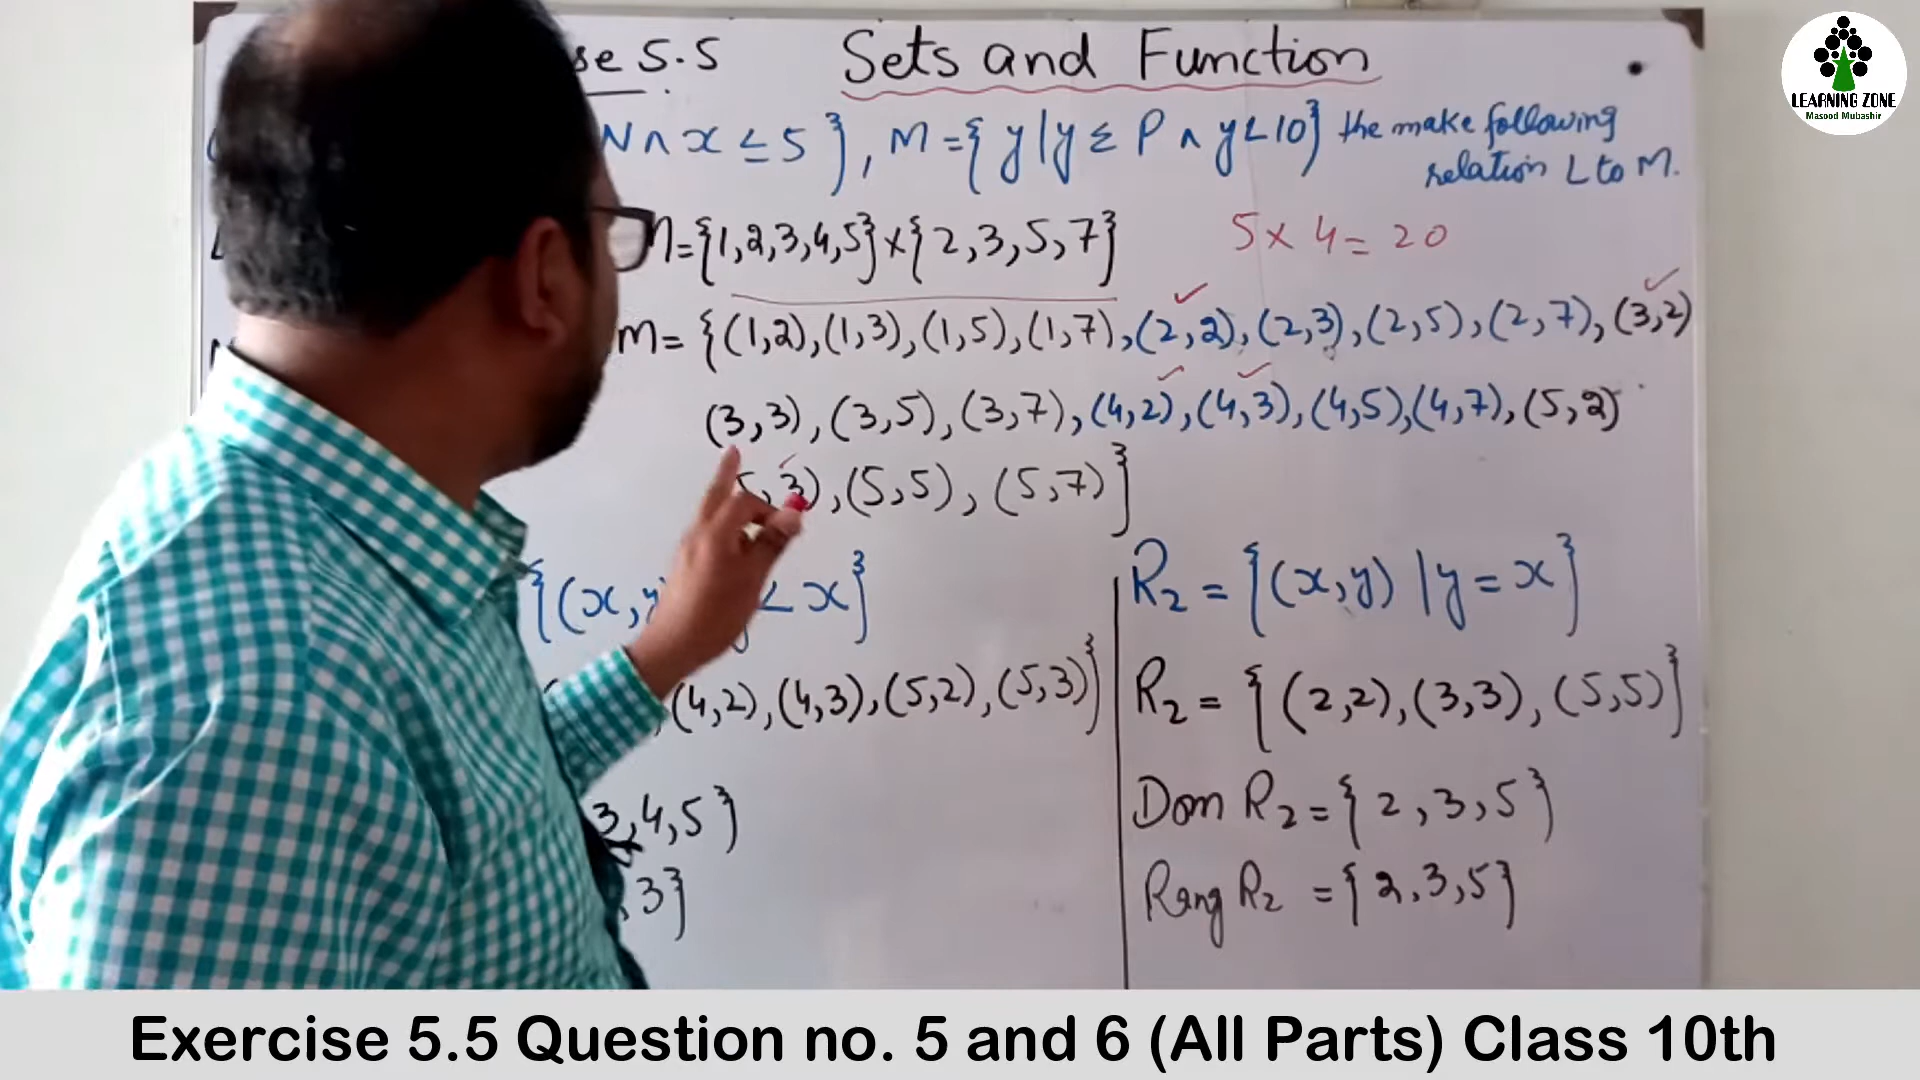 se 5.5 Sets and Function
N ∧ x ≤ 5}, M = {y | y ∑ P ∧ y < 10} the make following
relation L to M.
M = {1,2,3,4,5} × {2,3,5,7} 5 × 4 = 20
m = {(1,2),(1,3),(1,5),(1,7),(2,2),(2,3),(2,5),(2,7),(3,2)
(3,3),(3,5),(3,7),(4,2),(4,3),(4,5),(4,7),(5,2)
5,3),(5,5),(5,7)}
{(x,y) < x}
(4,2),(4,3),(5,2),(5,3)}
3,4,5}
,3}
R₂ = {(x,y) | y = x}
R₂ = {(2,2),(3,3),(5,5)}
Dom R₂ = {2,3,5}
Rang R₂ = {2,3,5}
LEARNING ZONE
Masood Mubashir
Exercise 5.5 Question no. 5 and 6 (All Parts) Class 10th